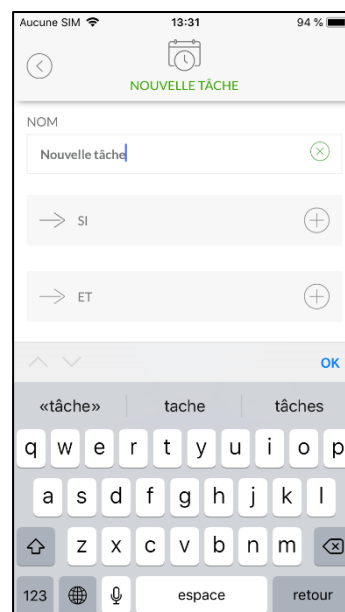 Aucune SIM 13:31 94 %
NOUVELLE TÂCHE
NOM
Nouvelle tâche
SI
ET
OK
«tâche» tache tâches
q w e r t y u i o p
a s d f g h j k l
z x c v b n m
123 espace retour